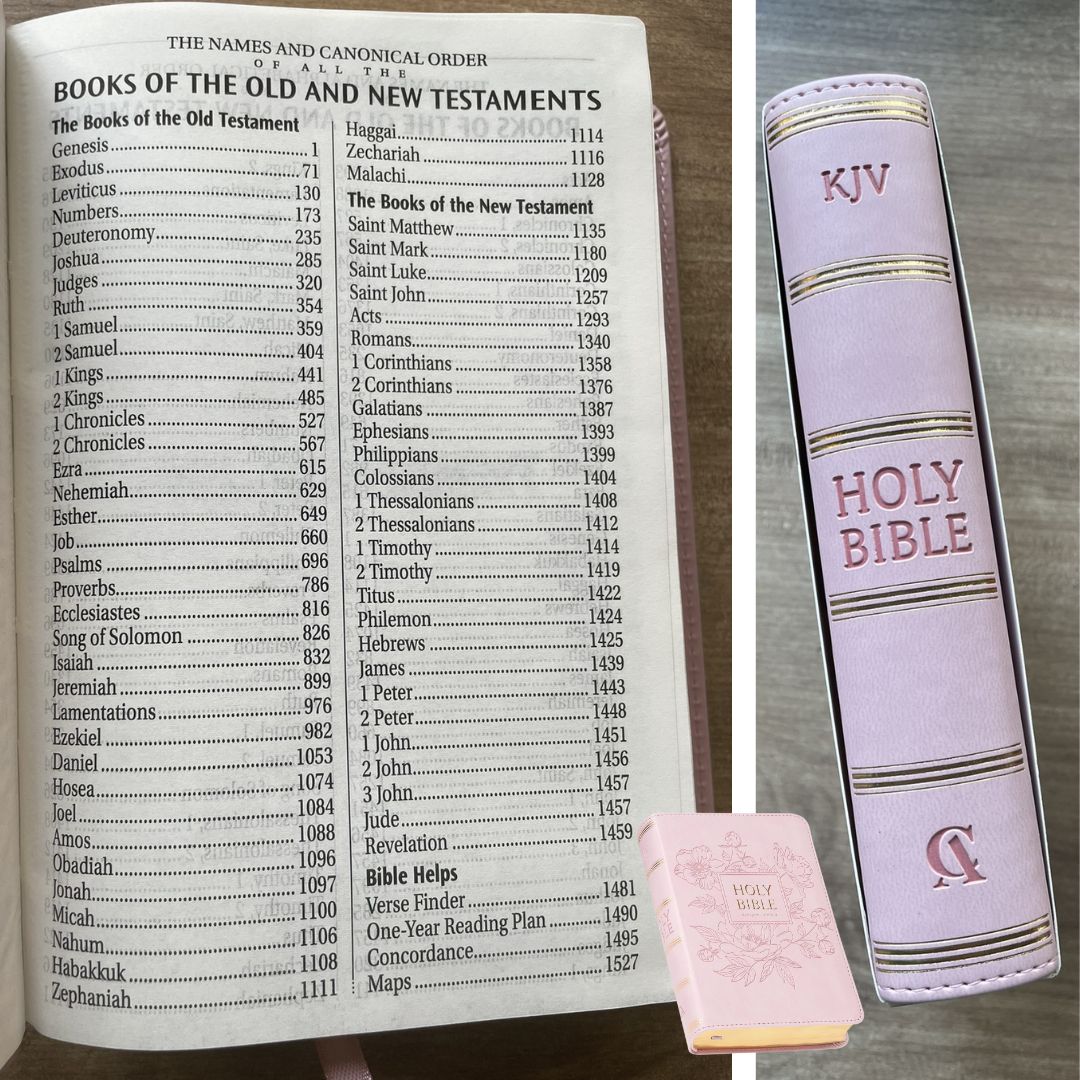 THE NAMES AND CANONICAL ORDER
OF ALL THE
BOOKS OF THE OLD AND NEW TESTAMENTS
The Books of the Old Testament
Genesis 1
Exodus 71
Leviticus 130
Numbers 173
Deuteronomy 235
Joshua 285
Judges 320
Ruth 354
1 Samuel 359
2 Samuel 404
1 Kings 441
2 Kings 485
1 Chronicles 527
2 Chronicles 567
Ezra 615
Nehemiah 629
Esther 649
Job 660
Psalms 696
Proverbs 786
Ecclesiastes 816
Song of Solomon 826
Isaiah 832
Jeremiah 899
Lamentations 976
Ezekiel 982
Daniel 1053
Hosea 1074
Joel 1084
Amos 1088
Obadiah 1096
Jonah 1097
Micah 1100
Nahum 1106
Habakkuk 1108
Zephaniah 1111
Haggai 1114
Zechariah 1116
Malachi 1128
The Books of the New Testament
Saint Matthew 1135
Saint Mark 1180
Saint Luke 1209
Saint John 1257
Acts 1293
Romans 1340
1 Corinthians 1358
2 Corinthians 1376
Galatians 1387
Ephesians 1393
Philippians 1399
Colossians 1404
1 Thessalonians 1408
2 Thessalonians 1412
1 Timothy 1414
2 Timothy 1419
Titus 1422
Philemon 1424
Hebrews 1425
James 1439
1 Peter 1443
2 Peter 1448
1 John 1451
2 John 1456
3 John 1457
Jude 1457
Revelation 1459
Bible Helps
Verse Finder 1481
One-Year Reading Plan 1490
Concordance 1495
Maps 1527
KJV
HOLY
BIBLE
CA
HOLY
BIBLE